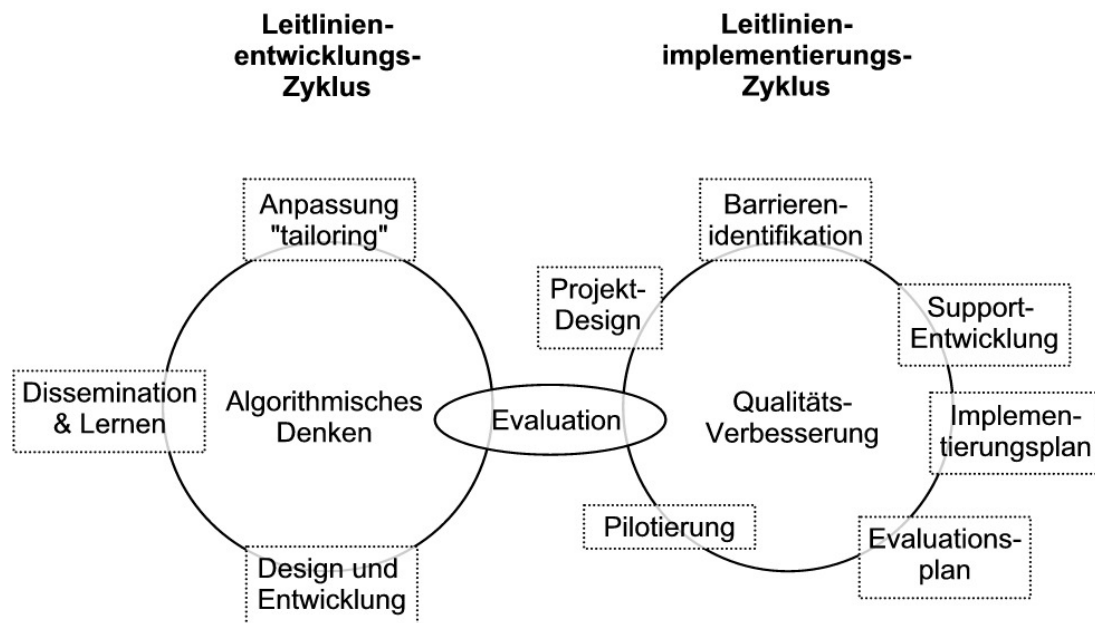 Leitlinien-
entwicklungs-
Zyklus
Leitlinien-
implementierungs-
Zyklus
Anpassung
"tailoring"
Dissemination
& Lernen
Algorithmisches
Denken
Design und
Entwicklung
Evaluation
Barrieren-
identifikation
Projekt-
Design
Support-
Entwicklung
Qualitäts-
Verbesserung
Implemen-
tierungsplan
Pilotierung
Evaluations-
plan